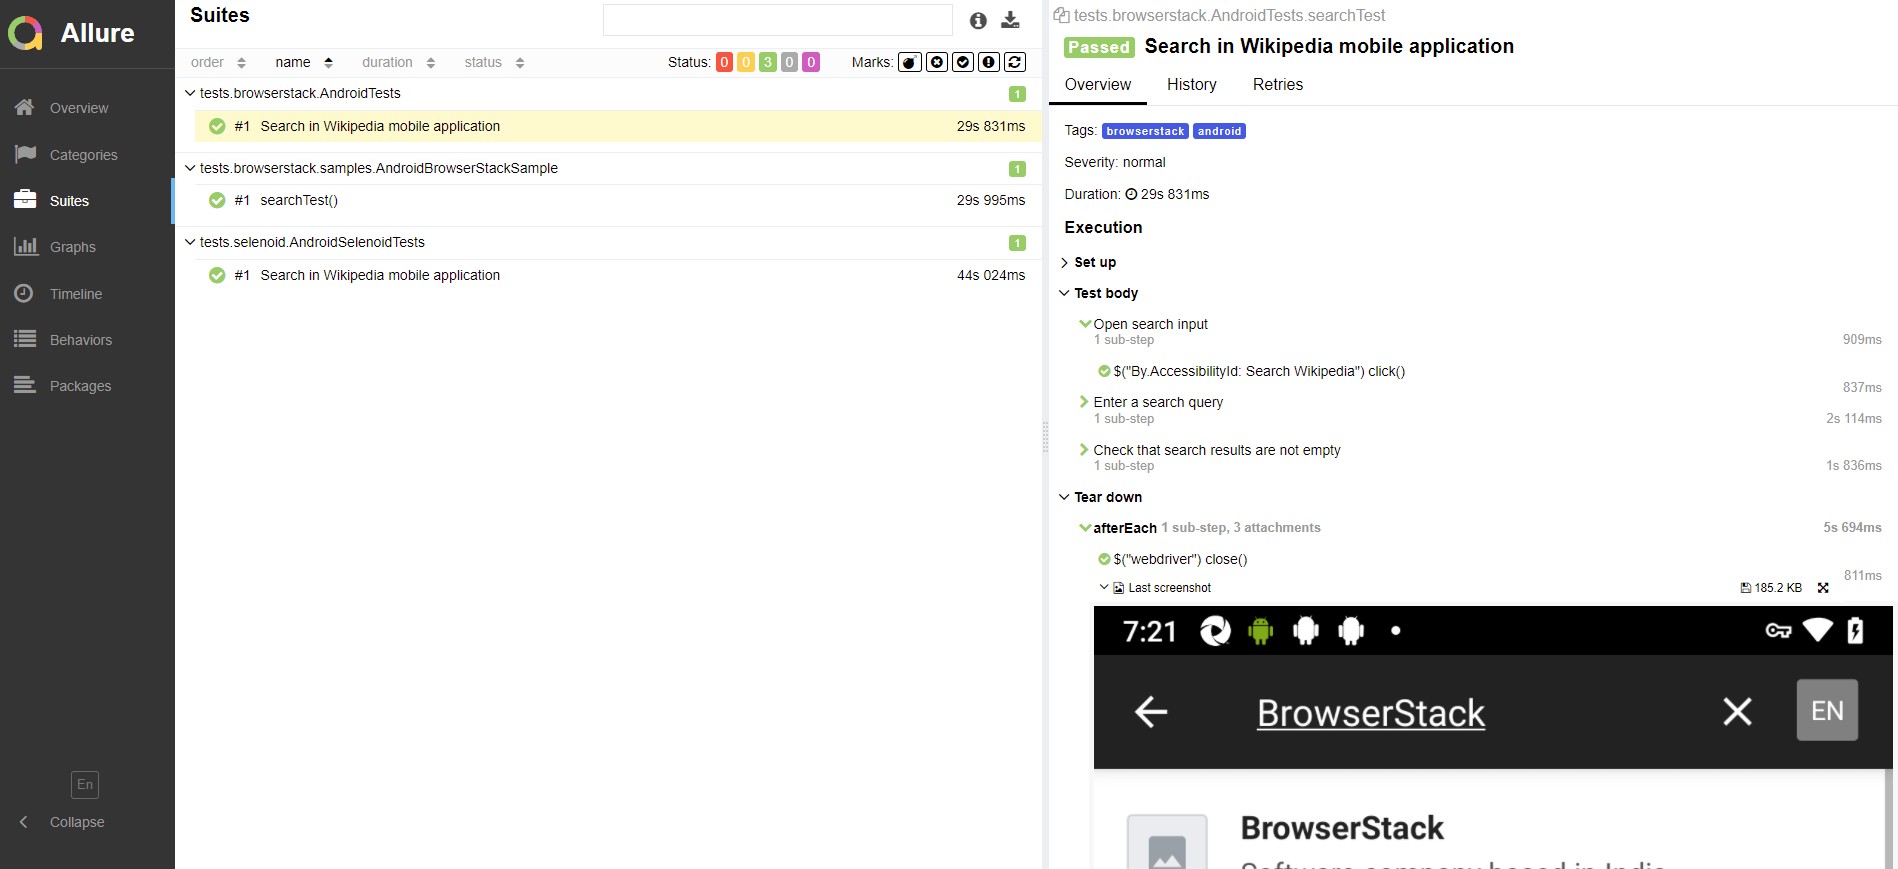 Allure
Overview
Categories
Suites
Graphs
Timeline
Behaviors
Packages
En
Collapse
Suites
order name duration status Status: 0 0 3 0 0 Marks:
tests.browserstack.AndroidTests 1
#1 Search in Wikipedia mobile application 29s 831ms
tests.browserstack.samples.AndroidBrowserStackSample 1
#1 searchTest() 29s 995ms
tests.selenoid.AndroidSelenoidTests 1
#1 Search in Wikipedia mobile application 44s 024ms
tests.browserstack.AndroidTests.searchTest
Passed Search in Wikipedia mobile application
Overview History Retries
Tags: browserstack android
Severity: normal
Duration: 29s 831ms
Execution
Set up
Test body
Open search input
1 sub-step 909ms
$("By.AccessibilityId: Search Wikipedia") click()
837ms
Enter a search query
1 sub-step 2s 114ms
Check that search results are not empty
1 sub-step 1s 836ms
Tear down
afterEach 1 sub-step, 3 attachments 5s 694ms
$("webdriver") close()
811ms
Last screenshot 185.2 KB
7:21
BrowserStack EN
BrowserStack
Software company based in India